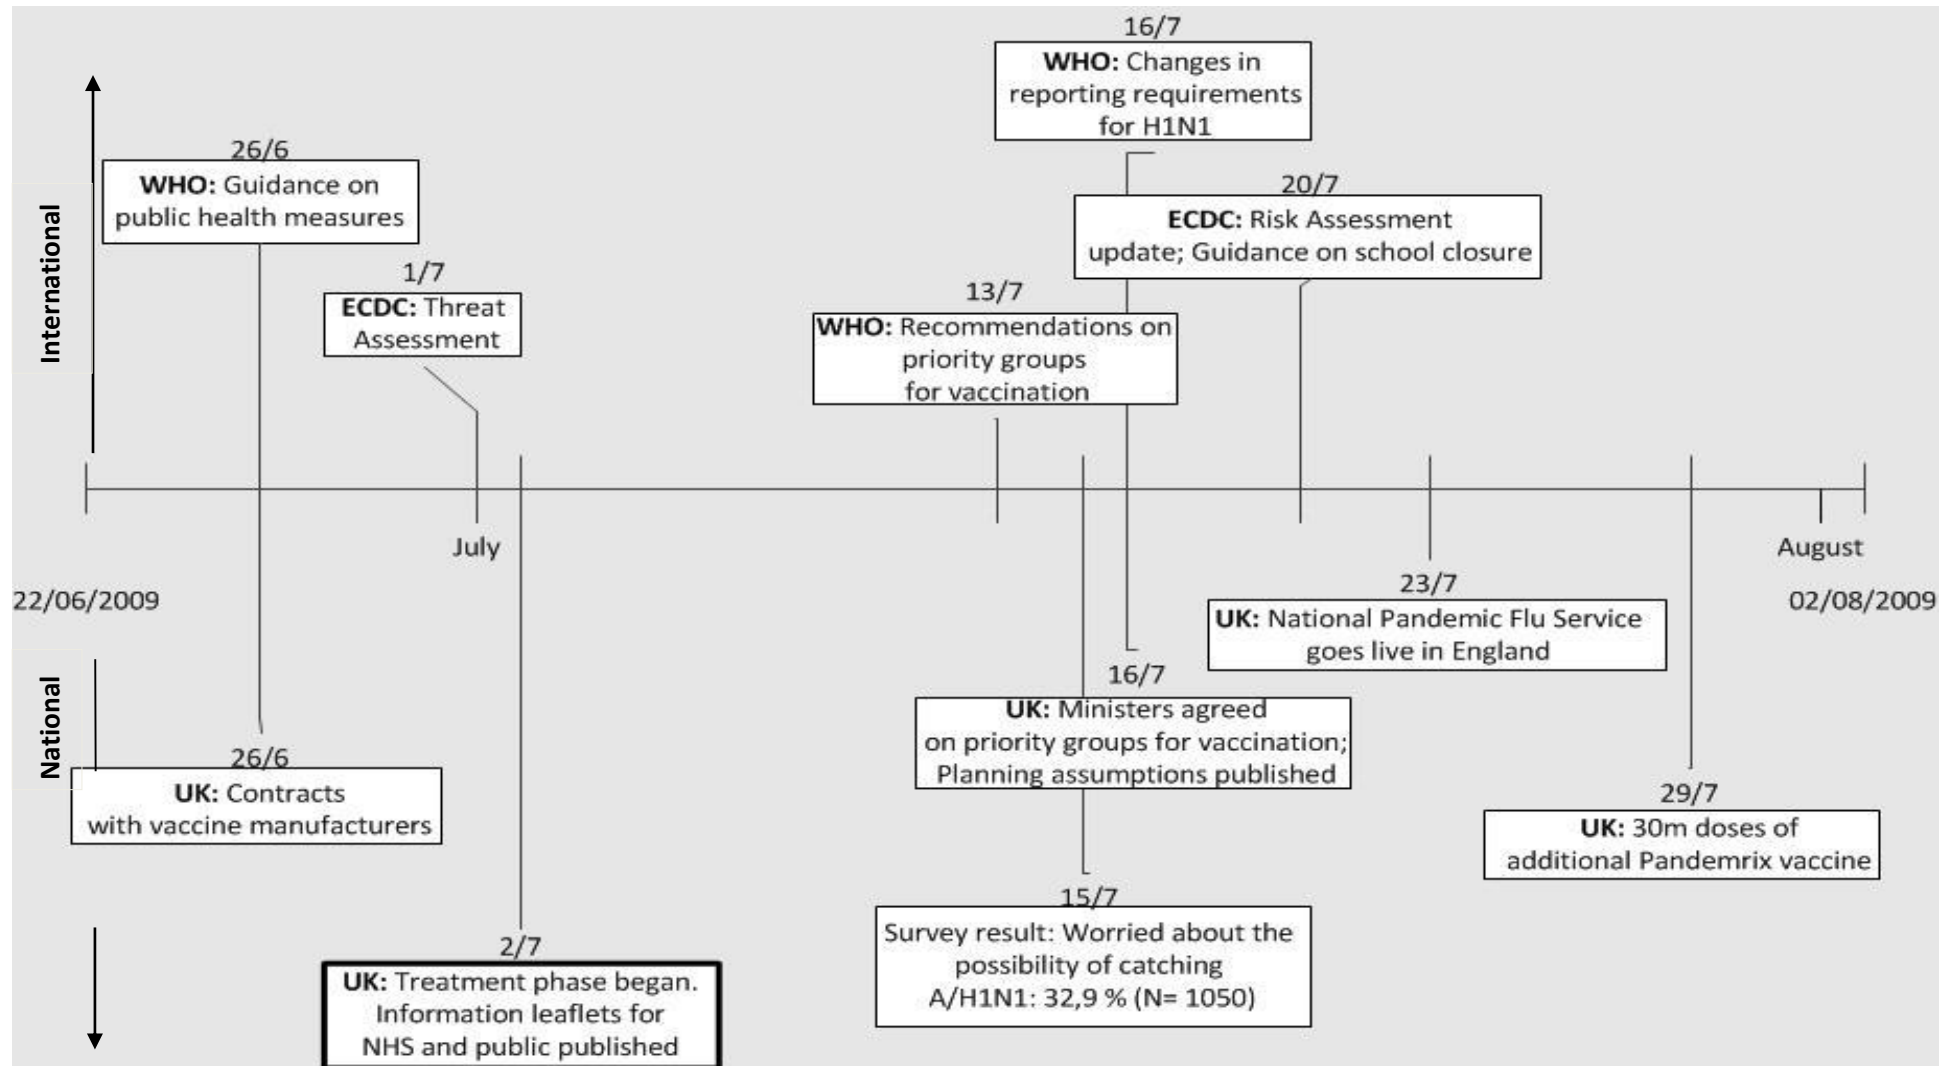 16/7
WHO: Changes in
reporting requirements
for H1N1
26/6
WHO: Guidance on
public health measures
20/7
ECDC: Risk Assessment
update; Guidance on school closure
1/7
ECDC: Threat
Assessment
13/7
WHO: Recommendations on
priority groups
for vaccination
International
July
August
22/06/2009
02/08/2009
23/7
UK: National Pandemic Flu Service
goes live in England
National
16/7
UK: Ministers agreed
on priority groups for vaccination;
Planning assumptions published
26/6
UK: Contracts
with vaccine manufacturers
29/7
UK: 30m doses of
additional Pandemrix vaccine
15/7
Survey result: Worried about the
possibility of catching
A/H1N1: 32,9 % (N= 1050)
2/7
UK: Treatment phase began.
Information leaflets for
NHS and public published